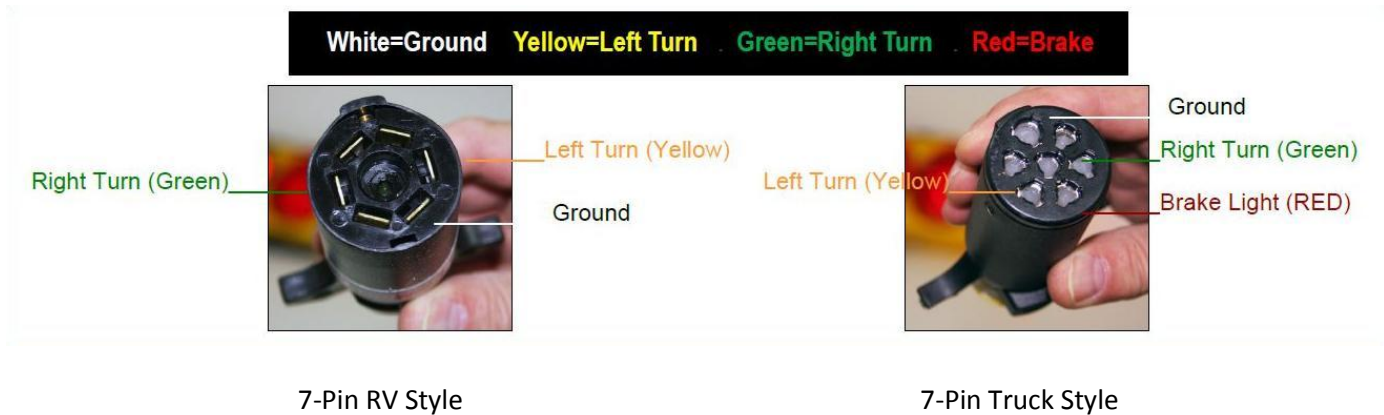 White=Ground Yellow=Left Turn . Green=Right Turn . Red=Brake
Right Turn (Green)
Left Turn (Yellow)
Ground
Left Turn (Yellow)
Ground
Right Turn (Green)
Brake Light (RED)
7-Pin RV Style
7-Pin Truck Style